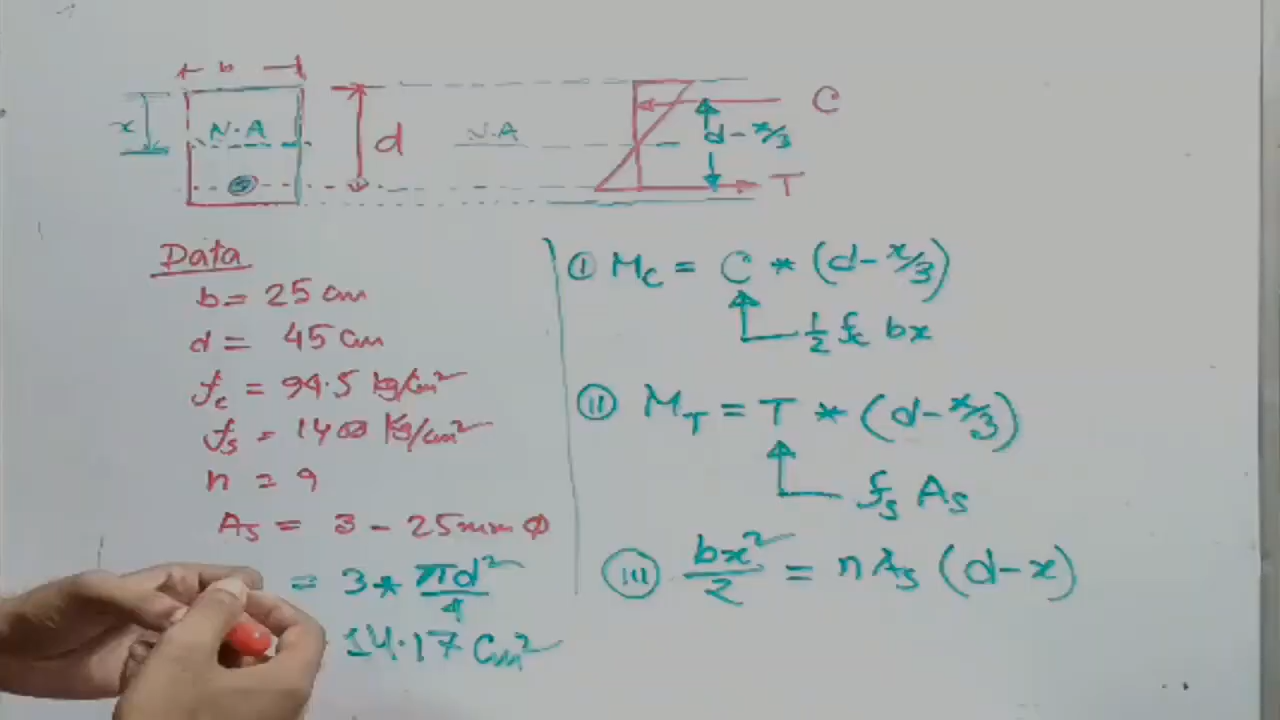 b
x
N.A
d
N.A
C
d-x/3
T
Data
b = 25 cm
d = 45 cm
fc = 94.5 kg/cm²
fs = 1400 Kg/cm²
n = 9
As = 3 - 25mm Φ
= 3 * πd²/4
14.17 Cm²
(I) Mc = C * (d-x/3)
1/2 fc bx
(II) MT = T * (d-x/3)
fs As
(III) bx²/2 = n As (d-x)